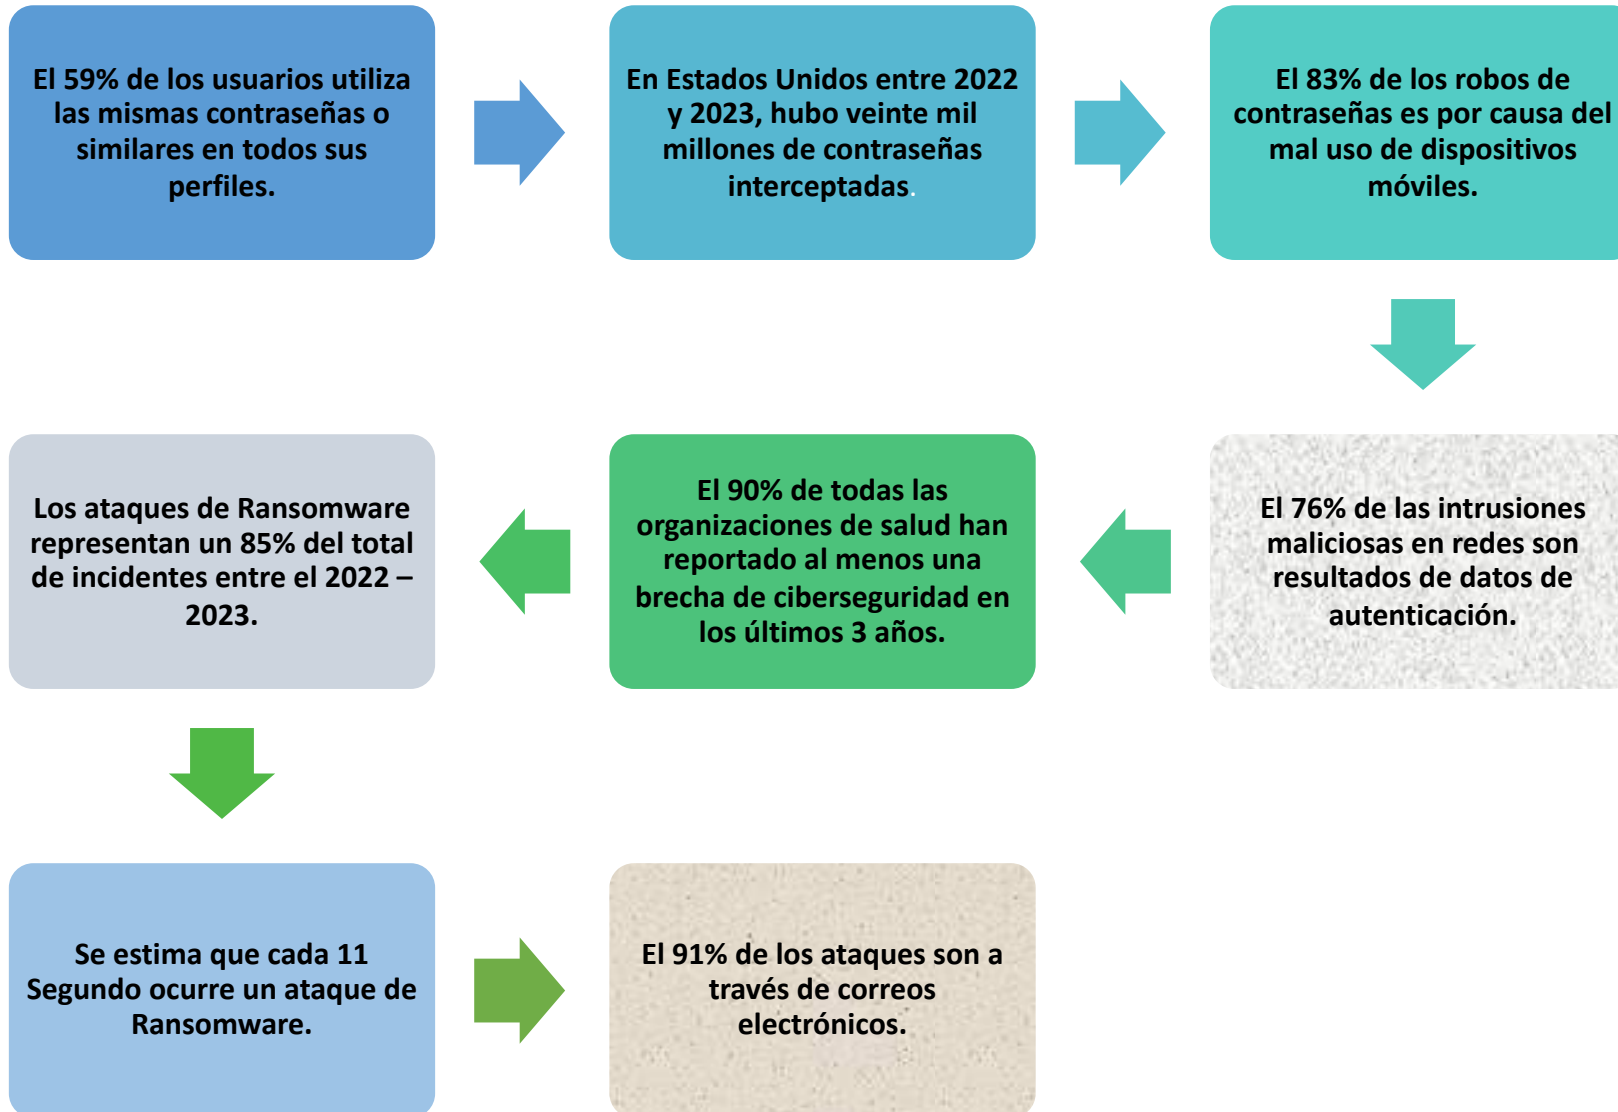 El 59% de los usuarios utiliza
las mismas contraseñas o
similares en todos sus
perfiles.
En Estados Unidos entre 2022
y 2023, hubo veinte mil
millones de contraseñas
interceptadas.
El 83% de los robos de
contraseñas es por causa del
mal uso de dispositivos
móviles.
El 76% de las intrusiones
maliciosas en redes son
resultados de datos de
autenticación.
El 90% de todas las
organizaciones de salud han
reportado al menos una
brecha de ciberseguridad en
los últimos 3 años.
Los ataques de Ransomware
representan un 85% del total
de incidentes entre el 2022 –
2023.
Se estima que cada 11
Segundo ocurre un ataque de
Ransomware.
El 91% de los ataques son a
través de correos
electrónicos.